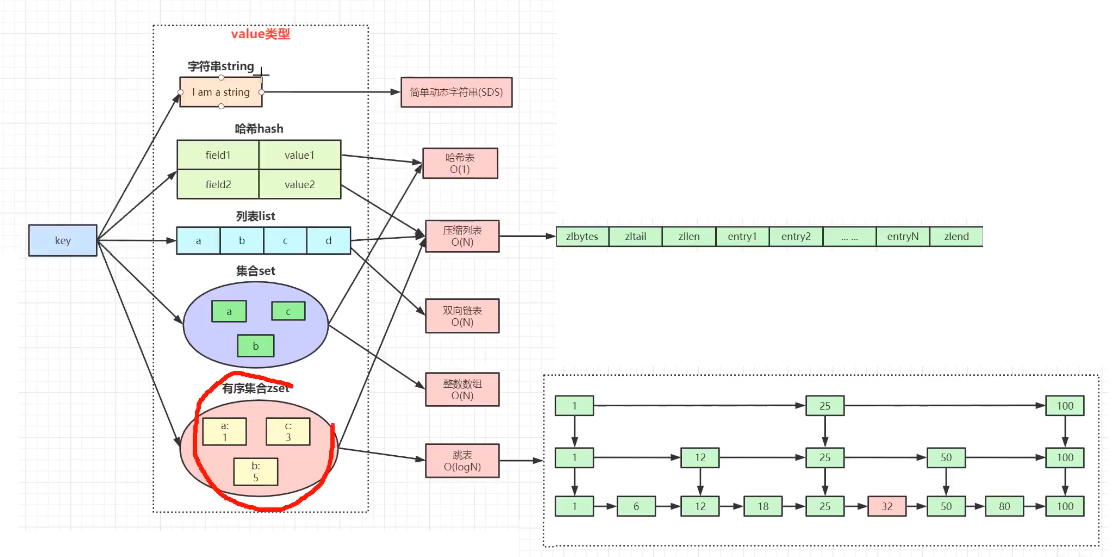 value类型
字符串string
I am a string
简单动态字符串(SDS)
哈希hash
field1 value1
field2 value2
哈希表
O(1)
key
列表list
a b c d
压缩列表
O(N)
zlbytes zltail zllen entry1 entry2 ... ... entryN zlend
集合set
a c
b
双向链表
O(N)
整数数组
O(N)
有序集合zset
a:
1
c:
3
b:
5
跳表
O(logN)
1 25 100
1 12 25 50 100
1 6 12 18 25 32 50 80 100